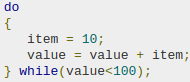 do
{
item = 10;
value = value + item;
} while(value<100);